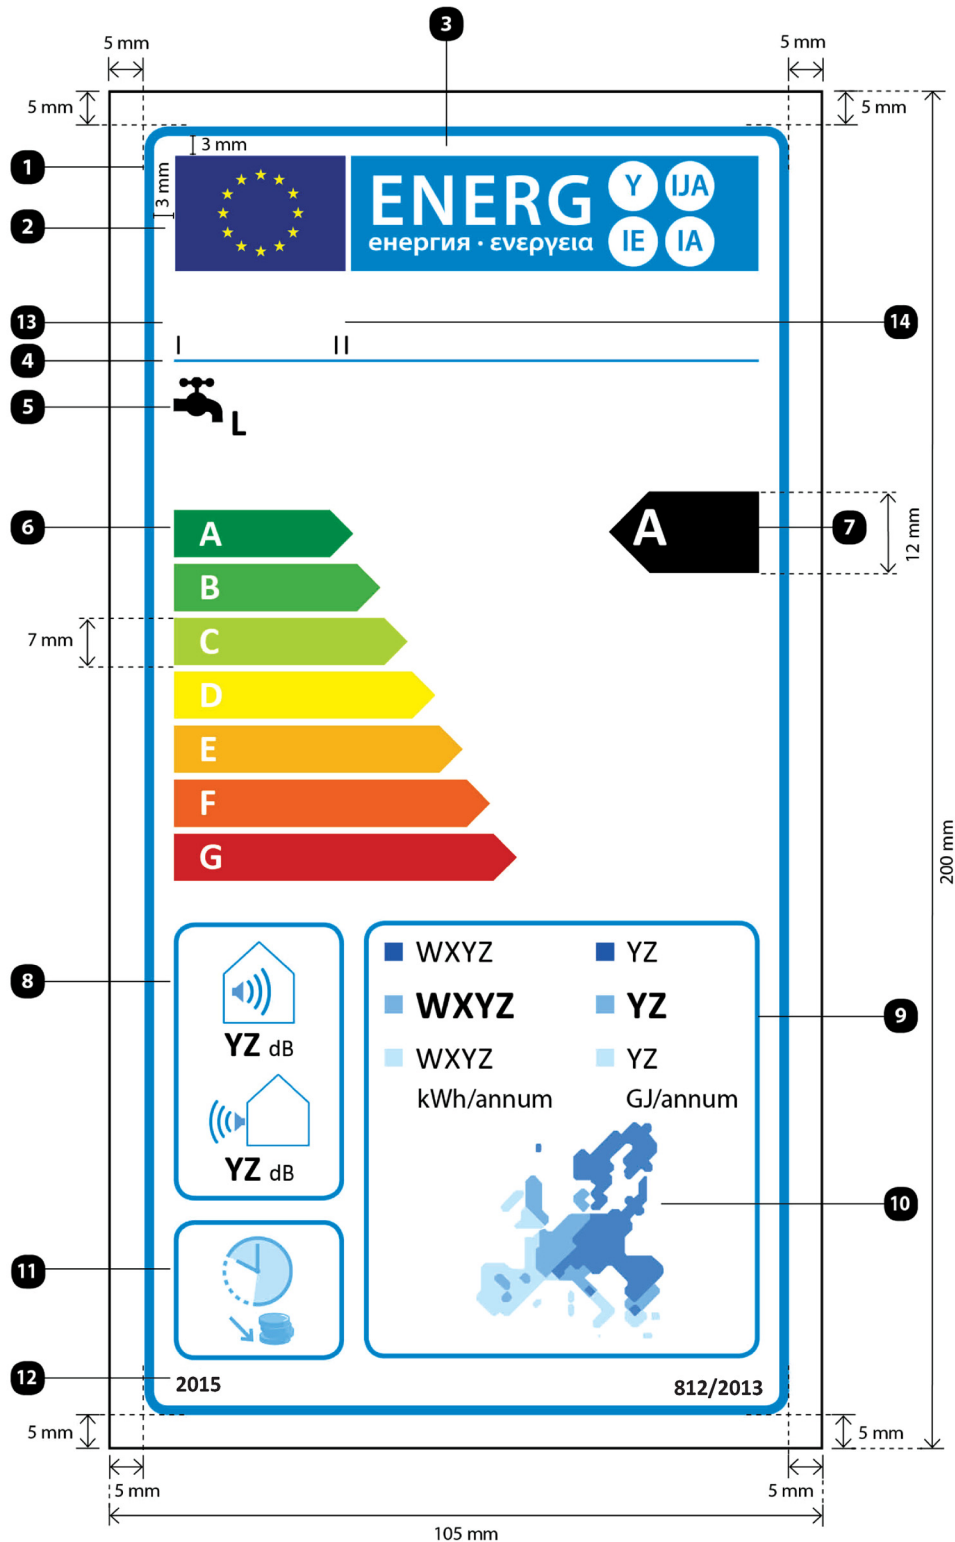 3
5 mm
5 mm
5 mm
5 mm
3 mm
1
3 mm
2
ENERG
Y IJA
енергия · ενεργεια
IE IA
13
14
4
5
L
6
A
A
7
12 mm
B
7 mm
C
D
E
F
G
200 mm
WXYZ
YZ
8
WXYZ
YZ
9
YZ dB
WXYZ
YZ
kWh/annum
GJ/annum
YZ dB
10
11
12
2015
812/2013
5 mm
5 mm
5 mm
5 mm
105 mm